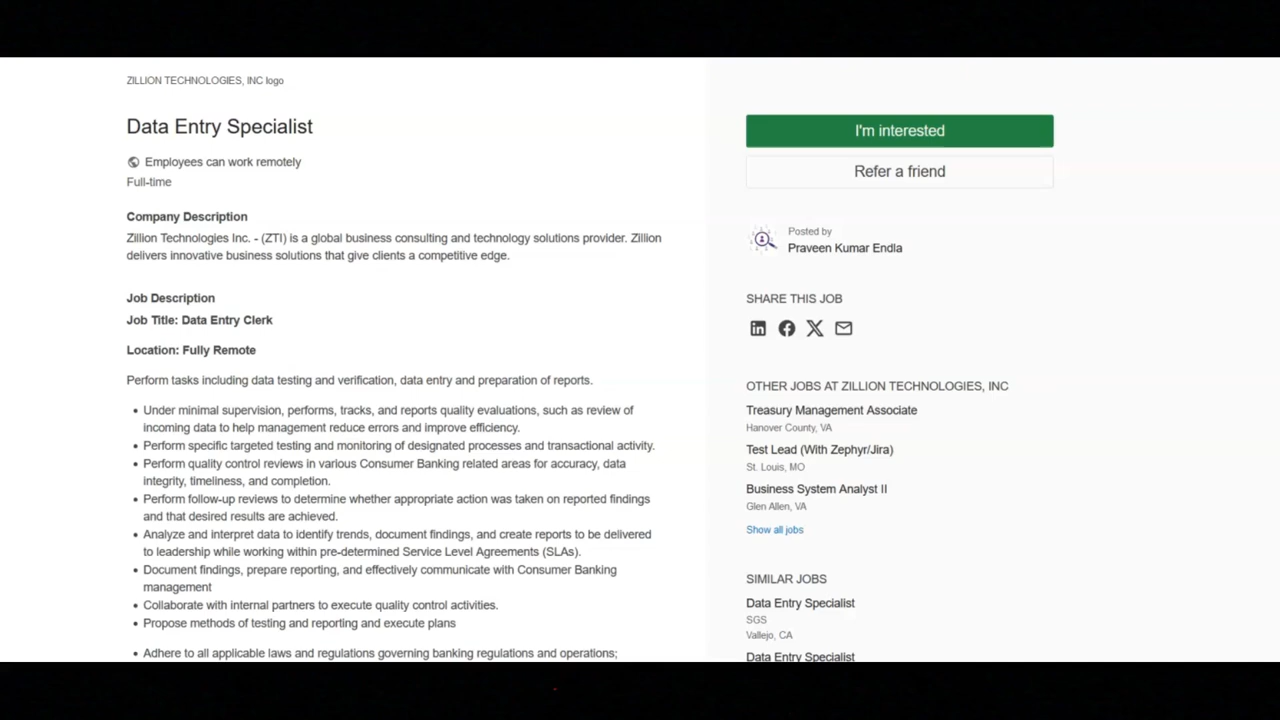 ZILLION TECHNOLOGIES, INC logo
Data Entry Specialist
Employees can work remotely
Full-time
Company Description
Zillion Technologies Inc. - (ZTI) is a global business consulting and technology solutions provider. Zillion
delivers innovative business solutions that give clients a competitive edge.
Job Description
Job Title: Data Entry Clerk
Location: Fully Remote
Perform tasks including data testing and verification, data entry and preparation of reports.
• Under minimal supervision, performs, tracks, and reports quality evaluations, such as review of
incoming data to help management reduce errors and improve efficiency.
• Perform specific targeted testing and monitoring of designated processes and transactional activity.
• Perform quality control reviews in various Consumer Banking related areas for accuracy, data
integrity, timeliness, and completion.
• Perform follow-up reviews to determine whether appropriate action was taken on reported findings
and that desired results are achieved.
• Analyze and interpret data to identify trends, document findings, and create reports to be delivered
to leadership while working within pre-determined Service Level Agreements (SLAs).
• Document findings, prepare reporting, and effectively communicate with Consumer Banking
management
• Collaborate with internal partners to execute quality control activities.
• Propose methods of testing and reporting and execute plans
• Adhere to all applicable laws and regulations governing banking regulations and operations;
I'm interested
Refer a friend
Posted by
Praveen Kumar Endla
SHARE THIS JOB
OTHER JOBS AT ZILLION TECHNOLOGIES, INC
Treasury Management Associate
Hanover County, VA
Test Lead (With Zephyr/Jira)
St. Louis, MO
Business System Analyst II
Glen Allen, VA
Show all jobs
SIMILAR JOBS
Data Entry Specialist
SGS
Vallejo, CA
Data Entry Specialist